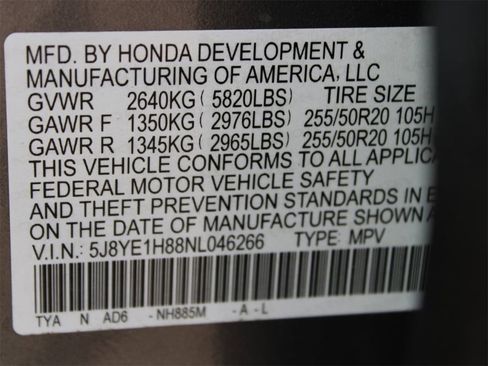 MFD. BY HONDA DEVELOPMENT &
MANUFACTURING OF AMERICA, LLC
GVWR 2640KG( 5820LBS) TIRE SIZE
GAWR F 1350KG( 2976LBS) 255/50R20 105H
GAWR R 1345KG( 2965LBS) 255/50R20 105H
THIS VEHICLE CONFORMS TO ALL APPLICA
FEDERAL MOTOR VEHICLE SAFETY
AND THEFT PREVENTION STANDARDS IN E
ON THE DATE OF MANUFACTURE SHOWN A
V.I.N.: 5J8YE1H88NL046266 TYPE: MPV
TYA N AD6 -NH885M -A-L